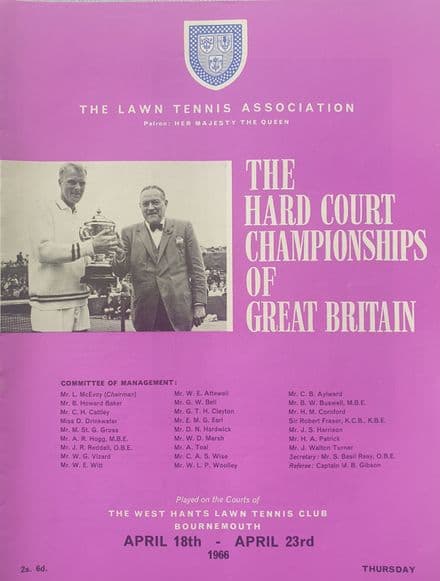 THE LAWN TENNIS ASSOCIATION
Patron: HER MAJESTY THE QUEEN
THE
HARD COURT
CHAMPIONSHIPS
OF
GREAT BRITAIN
COMMITTEE OF MANAGEMENT:
Mr. L. McEvoy (Chairman)
Mr. B. Howard Baker
Mr. C. H. Cattley
Miss D. Drinkwater
Mr. M. St. G. Gross
Mr. A. R. Hogg, M.B.E.
Mr. J. R. Reddall, O.B.E.
Mr. W. G. Vizard
Mr. W. E. Witt
Mr. W. E. Attewell
Mr. G. W. Bell
Mr. G. T. H. Clayton
Mr. E. M. G. Earl
Mr. D. N. Hardwick
Mr. W. D. Marsh
Mr. A. Toal
Mr. C. A. S. Wise
Mr. W. L. P. Woolley
Mr. C. B. Aylward
Mr. B. W. Buswell, M.B.E.
Mr. H. M. Comford
Sir Robert Fraser, K.C.B., K.B.E.
Mr. J. S. Harrison
Mr. H. A. Patrick
Mr. J. Walton Turner
Secretary: Mr. S. Basil Reay, O.B.E.
Referee: Captain M. B. Gibson
Played on the Courts of
THE WEST HANTS LAWN TENNIS CLUB
BOURNEMOUTH
APRIL 18th - APRIL 23rd
1966
2s. 6d.
THURSDAY